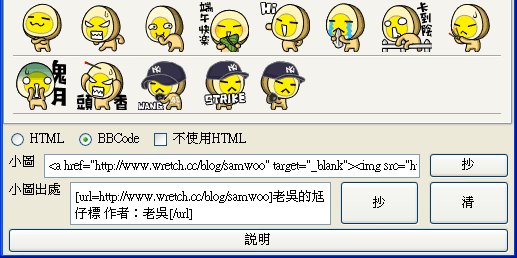 端午快樂
Hi
卡到陰
鬼月
頭香
WANG
STRIKE
HTML BBCode 不使用HTML
小圖 <a href="http://www.wretch.cc/blog/samwoo" target="_blank"><img src="h 抄
小圖出處 [url=http://www.wretch.cc/blog/samwoo]老吳的尪
仔標 作者：老吳[/url] 抄 清
說明